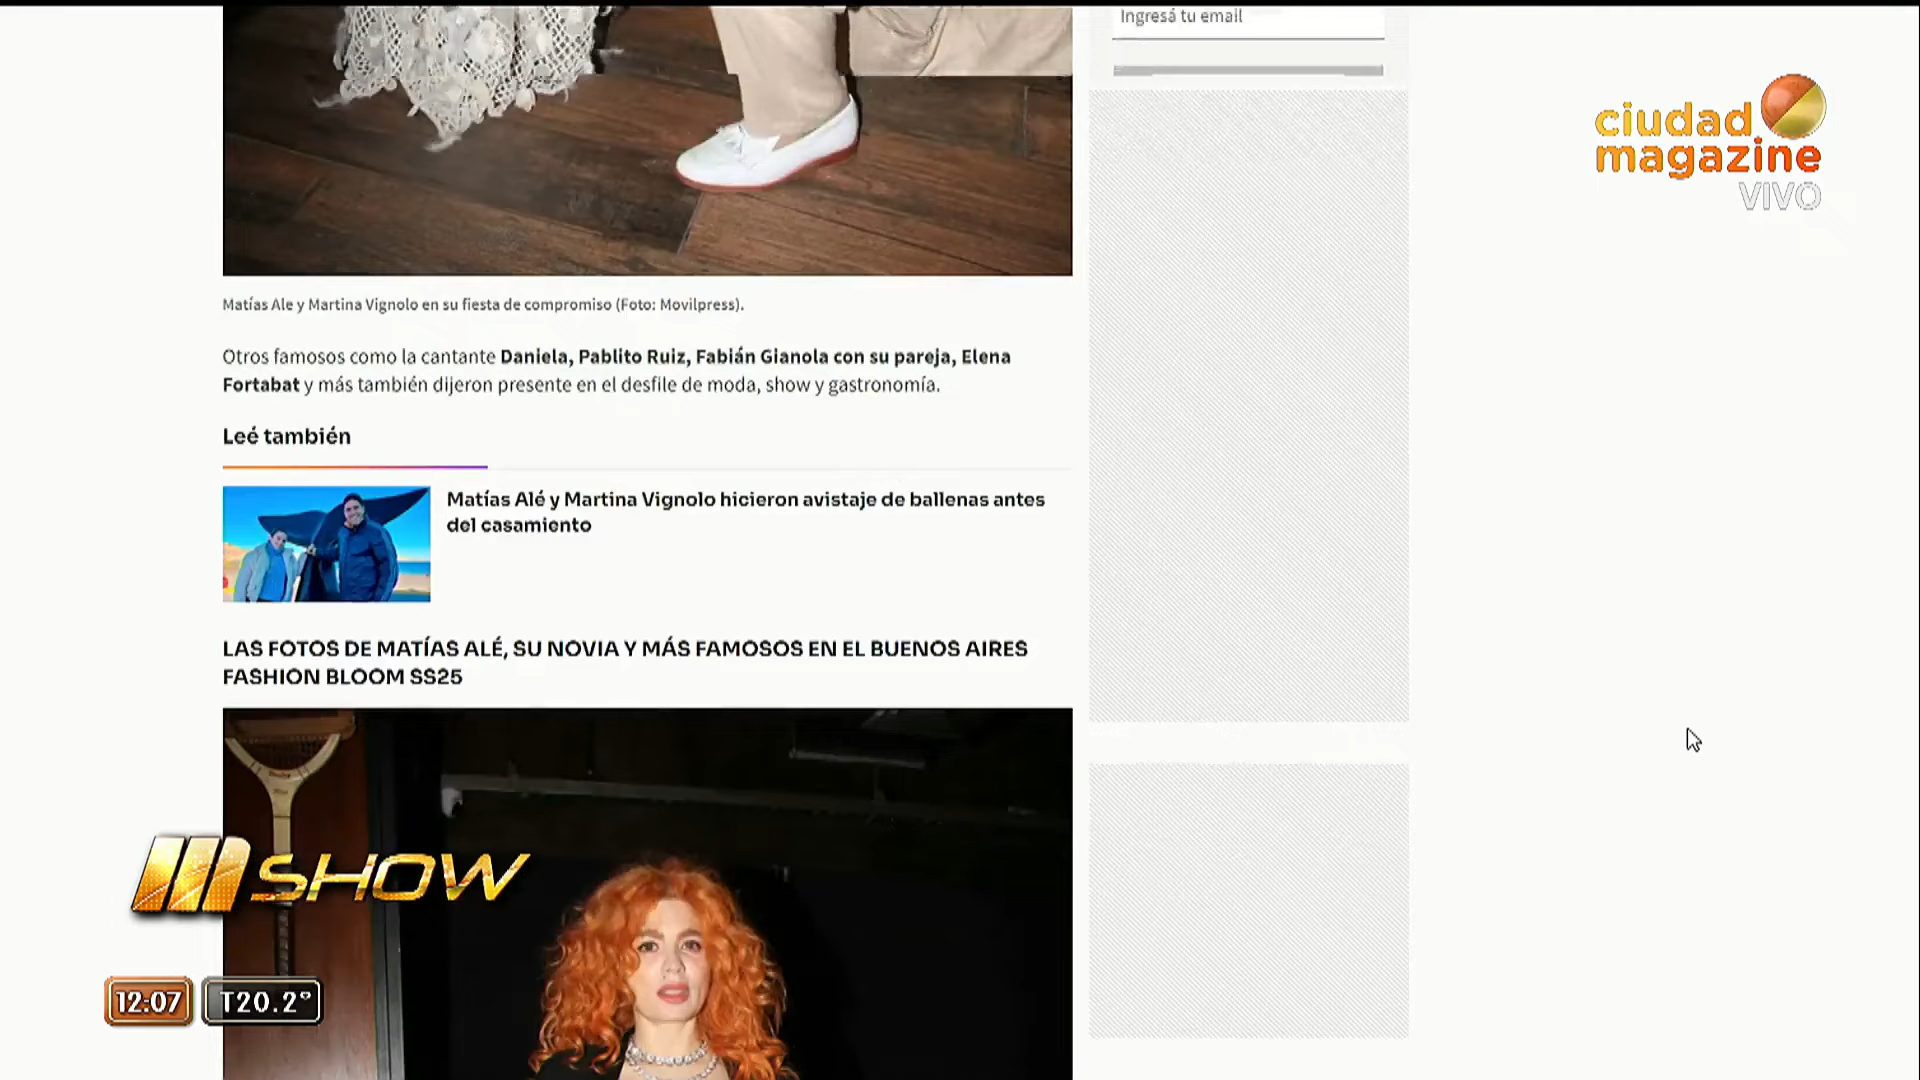 Ingresá tu email
ciudad
magazine
VIVO
Matías Ale y Martina Vignolo en su fiesta de compromiso (Foto: Movilpress).
Otros famosos como la cantante Daniela, Pablito Ruiz, Fabián Gianola con su pareja, Elena
Fortabat y más también dijeron presente en el desfile de moda, show y gastronomía.
Leé también
Matías Alé y Martina Vignolo hicieron avistaje de ballenas antes
del casamiento
LAS FOTOS DE MATÍAS ALÉ, SU NOVIA Y MÁS FAMOSOS EN EL BUENOS AIRES
FASHION BLOOM SS25
SHOW
12:07 T20.2°